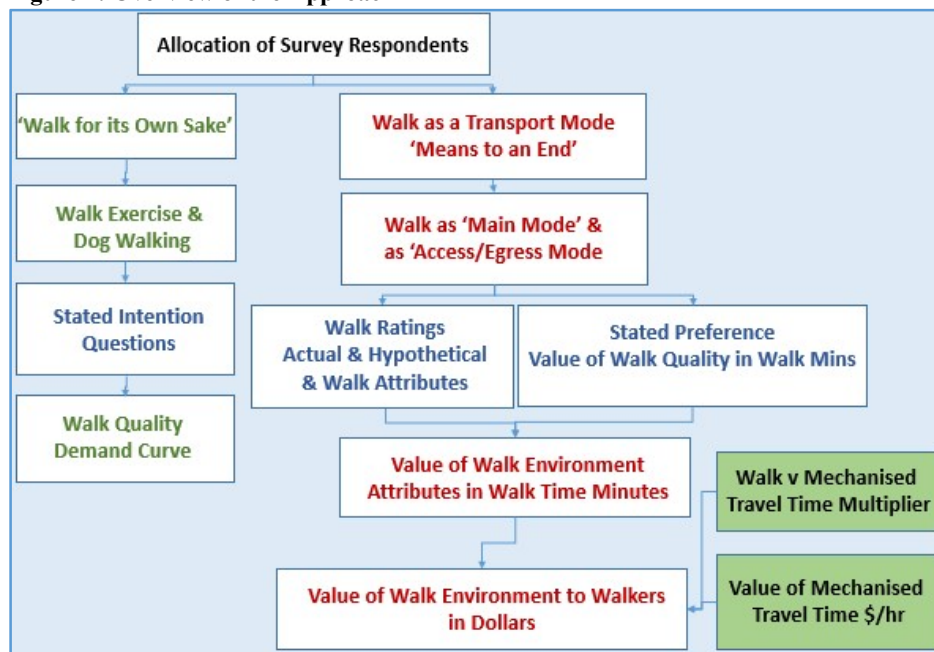 Allocation of Survey Respondents
‘Walk for its Own Sake’
Walk Exercise &
Dog Walking
Stated Intention
Questions
Walk Quality
Demand Curve
Walk as a Transport Mode
‘Means to an End’
Walk as ‘Main Mode’ &
as ‘Access/Egress Mode
Walk Ratings
Actual & Hypothetical
& Walk Attributes
Stated Preference
Value of Walk Quality in Walk Mins
Value of Walk Environment
Attributes in Walk Time Minutes
Walk v Mechanised
Travel Time Multiplier
Value of Mechanised
Travel Time $/hr
Value of Walk Environment to Walkers
in Dollars